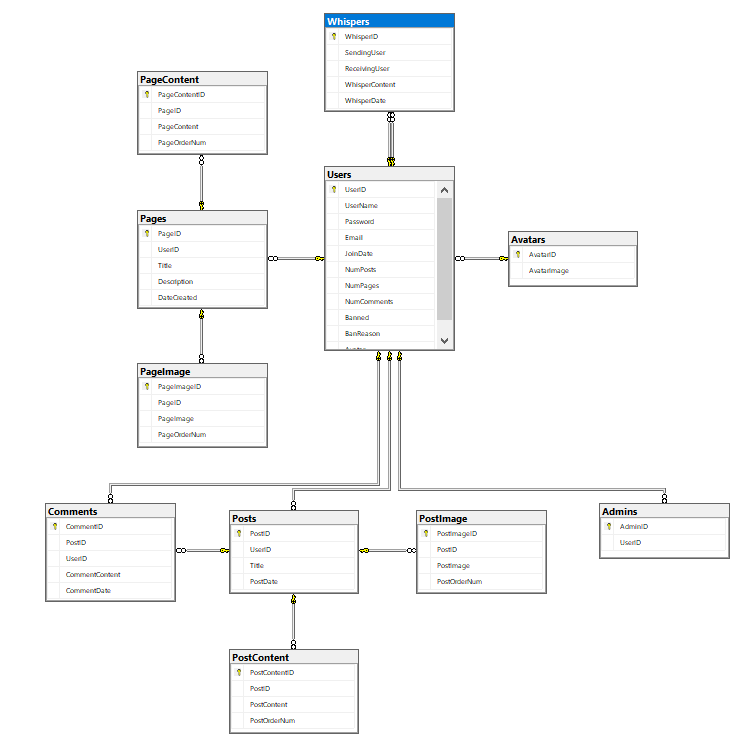 Whispers
WhisperID
SendingUser
ReceivingUser
WhisperContent
WhisperDate
PageContent
PageContentID
PageID
PageContent
PageOrderNum
Users
UserID
UserName
Password
Email
JoinDate
NumPosts
NumPages
NumComments
Banned
BanReason
Pages
PageID
UserID
Title
Description
DateCreated
Avatars
AvatarID
AvatarImage
PageImage
PageImageID
PageID
PageImage
PageOrderNum
Comments
CommentID
PostID
UserID
CommentContent
CommentDate
Posts
PostID
UserID
Title
PostDate
PostImage
PostImageID
PostID
PostImage
PostOrderNum
Admins
AdminID
UserID
PostContent
PostContentID
PostID
PostContent
PostOrderNum